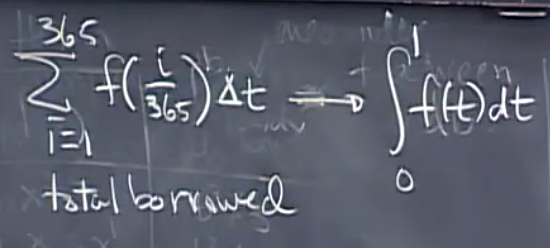 365
∑ f(i/365)Δt → ∫₀¹ f(t)dt
i=1
total borrowed